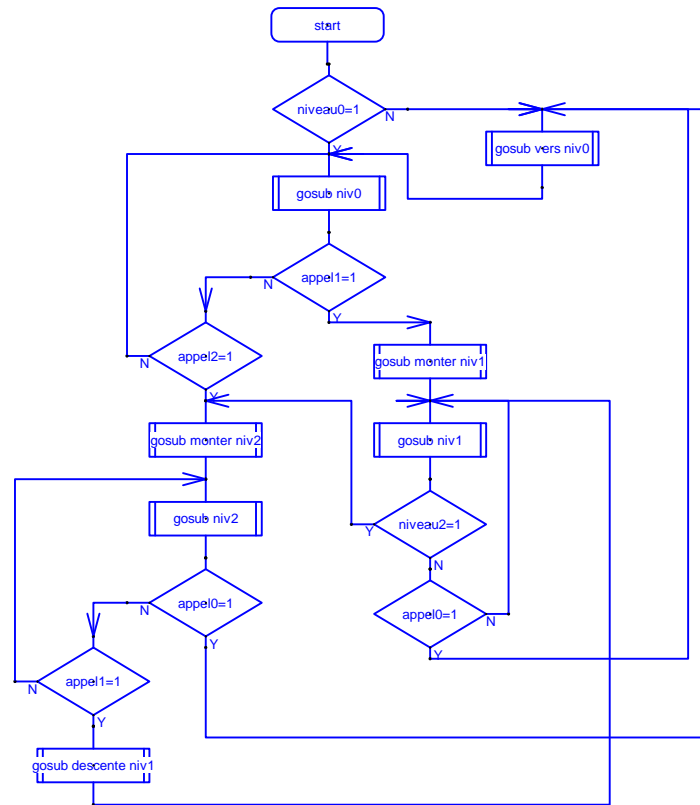 start
niveau0=1
N
Y
gosub vers niv0
gosub niv0
appel1=1
N
Y
appel2=1
N
Y
gosub monter niv1
gosub monter niv2
gosub niv1
gosub niv2
niveau2=1
Y
N
appel0=1
N
Y
appel0=1
N
Y
appel1=1
N
Y
gosub descente niv1